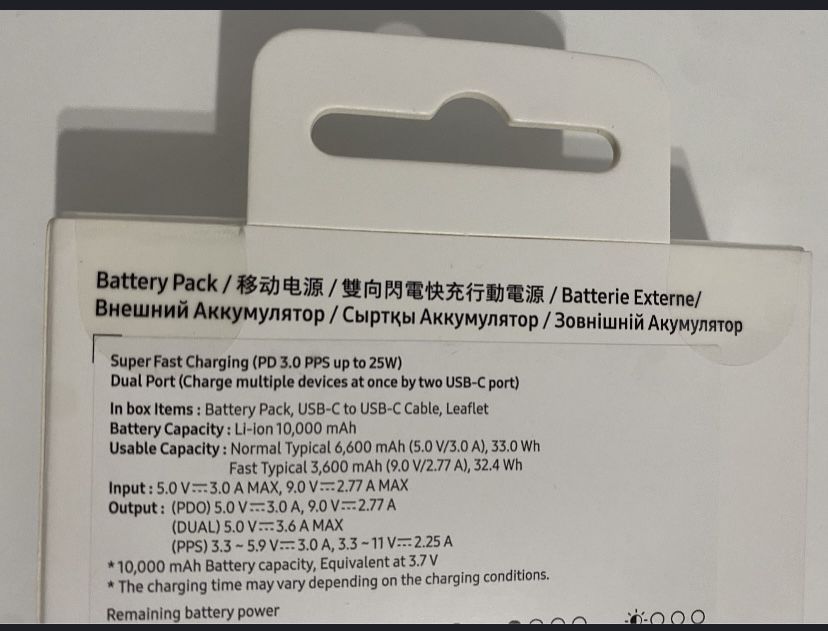 Battery Pack / 移动电源 / 雙向閃電快充行動電源 / Batterie Externe/
Внешний Аккумулятор / Сыртқы Аккумулятор / Зовнішній Акумулятор
Super Fast Charging (PD 3.0 PPS up to 25W)
Dual Port (Charge multiple devices at once by two USB-C port)
In box Items : Battery Pack, USB-C to USB-C Cable, Leaflet
Battery Capacity : Li-ion 10,000 mAh
Usable Capacity : Normal Typical 6,600 mAh (5.0 V/3.0 A), 33.0 Wh
Fast Typical 3,600 mAh (9.0 V/2.77 A), 32.4 Wh
Input : 5.0 V⎓3.0 A MAX, 9.0 V⎓2.77 A MAX
Output : (PDO) 5.0 V⎓3.0 A, 9.0 V⎓2.77 A
(DUAL) 5.0 V⎓3.6 A MAX
(PPS) 3.3 ~ 5.9 V⎓3.0 A, 3.3 ~ 11 V⎓2.25 A
* 10,000 mAh Battery capacity, Equivalent at 3.7 V
* The charging time may vary depending on the charging conditions.
Remaining battery power